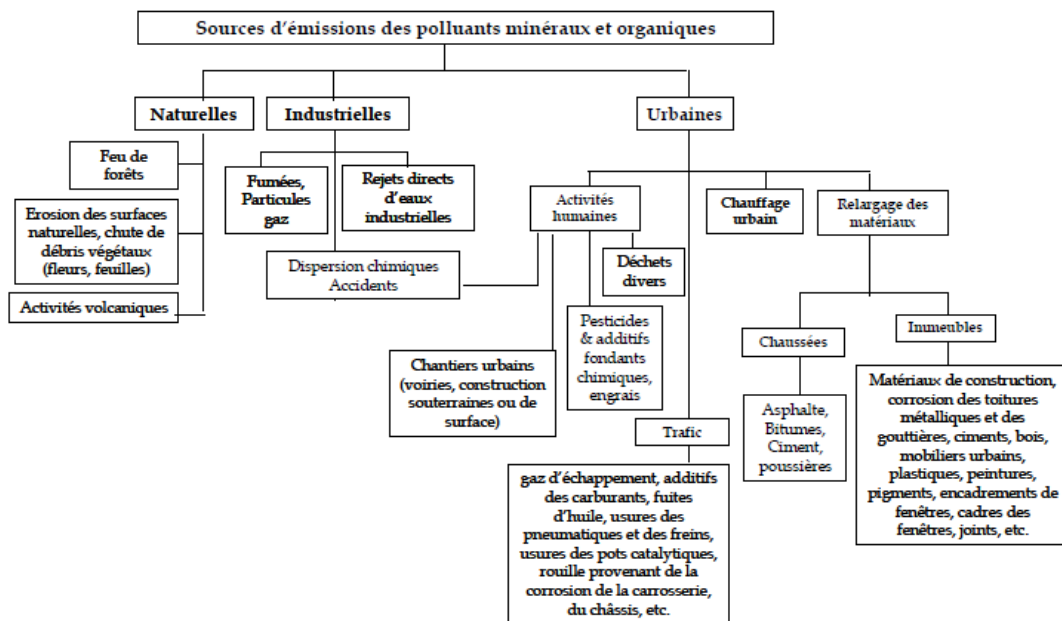 Sources d'émissions des polluants minéraux et organiques
Naturelles
Industrielles
Urbaines
Feu de
forêts
Erosion des surfaces
naturelles, chute de
débris végétaux
(fleurs, feuilles)
Activités volcaniques
Fumées,
Particules
gaz
Rejets directs
d'eaux
industrielles
Dispersion chimiques
Accidents
Activités
humaines
Chauffage
urbain
Relargage des
matériaux
Déchets
divers
Pesticides
& additifs
fondants
chimiques,
engrais
Chantiers urbains
(voiries, construction
souterraines ou de
surface)
Trafic
gaz d'échappement, additifs
des carburants, fuites
d'huile, usures des
pneumatiques et des freins,
usures des pots catalytiques,
rouille provenant de la
corrosion de la carrosserie,
du châssis, etc.
Chaussées
Asphalte,
Bitumes,
Ciment,
poussières
Immeubles
Matériaux de construction,
corrosion des toitures
métalliques et des
gouttières, ciments, bois,
mobiliers urbains,
plastiques, peintures,
pigments, encadrements de
fenêtres, cadres des
fenêtres, joints, etc.